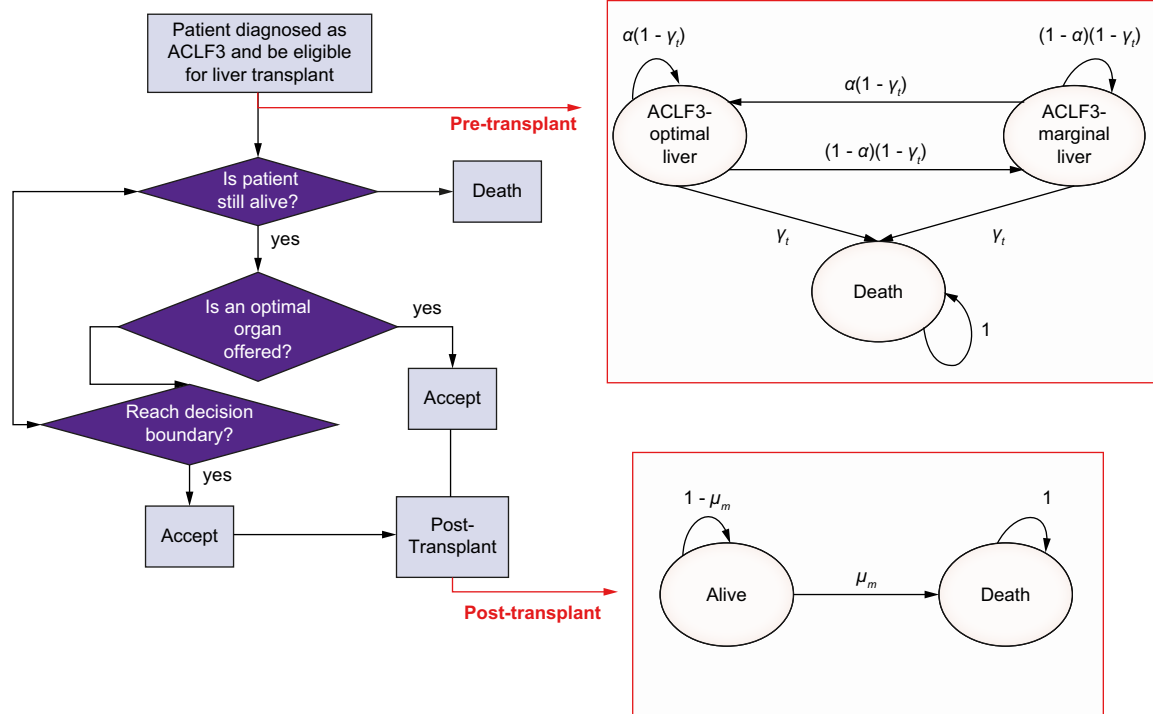 Patient diagnosed as
ACLF3 and be eligible
for liver transplant
Pre-transplant
Is patient
still alive?
Death
yes
Is an optimal
organ
offered?
yes
Accept
Reach decision
boundary?
yes
Accept
Post-
Transplant
Post-transplant
α(1 - γt)
(1 - α)(1 - γt)
ACLF3-
optimal
liver
α(1 - γt)
(1 - α)(1 - γt)
ACLF3-
marginal
liver
γt
γt
Death
1
1 - μm
1
Alive
μm
Death